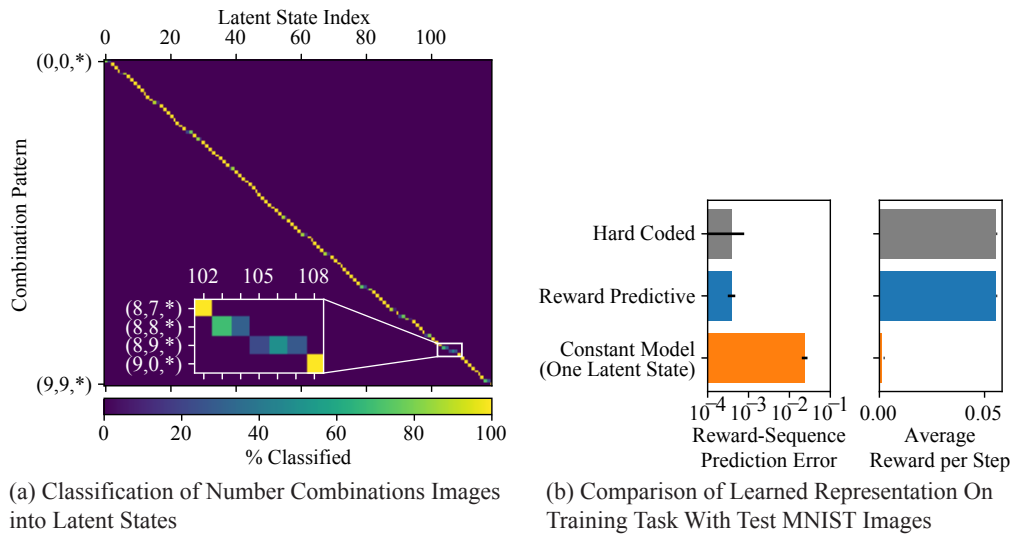 Latent State Index
0 20 40 60 80 100
(0,0,*)
Combination Pattern
102 105 108
(8,7,*)
(8,8,*)
(8,9,*)
(9,0,*)
(9,9,*)
0 20 40 60 80 100
% Classified
(a) Classification of Number Combinations Images
into Latent States
Hard Coded
Reward Predictive
Constant Model
(One Latent State)
10⁻⁴ 10⁻³ 10⁻² 10⁻¹
Reward-Sequence
Prediction Error
0.00 0.05
Average
Reward per Step
(b) Comparison of Learned Representation On
Training Task With Test MNIST Images